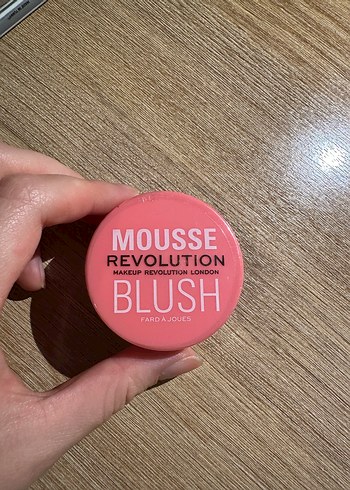 MOUSSE
REVOLUTION
MAKEUP REVOLUTION LONDON
BLUSH
FARD À JOUES